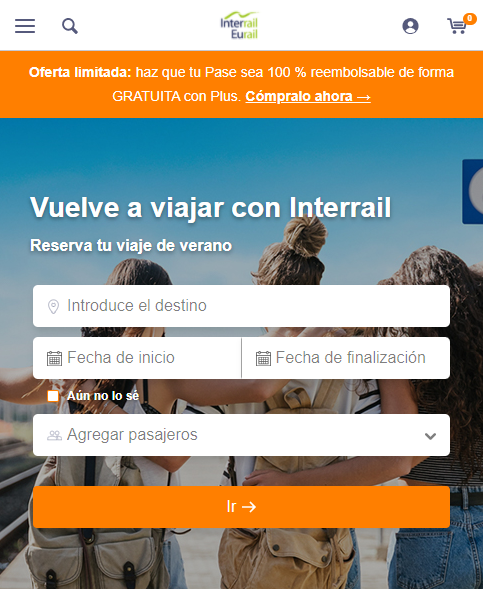 Interrail
Eurail
0
Oferta limitada: haz que tu Pase sea 100 % reembolsable de forma
GRATUITA con Plus. Cómpralo ahora →
Vuelve a viajar con Interrail
Reserva tu viaje de verano
Introduce el destino
Fecha de inicio
Fecha de finalización
Aún no lo sé
Agregar pasajeros
Ir →